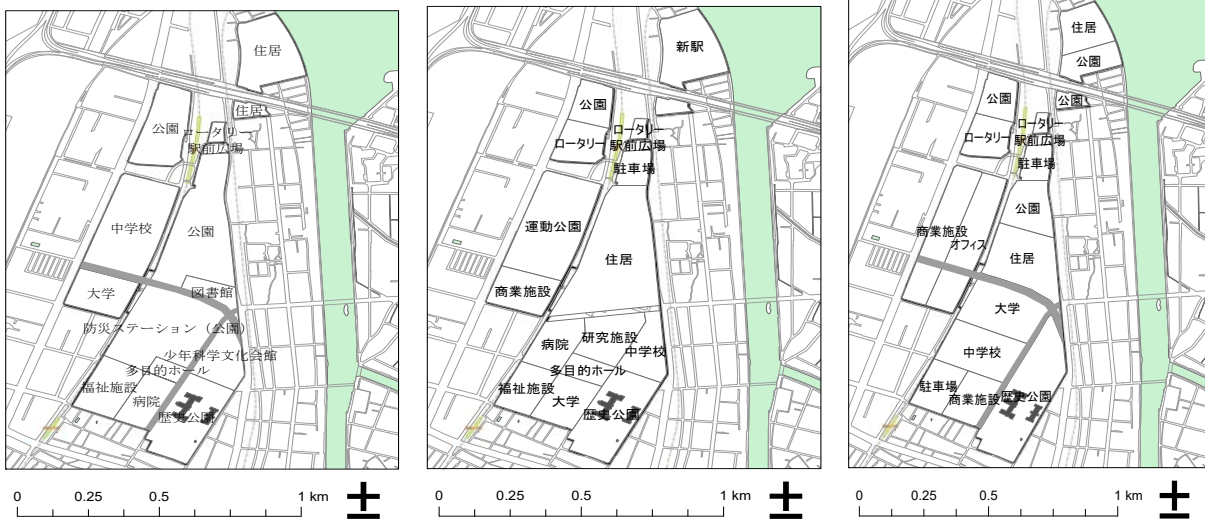 住居
住居
公園
ロータリー
駅前広場
中学校
公園
大学
図書館
防災ステーション（公園）
少年科学文化会館
多目的ホール
福祉施設
病院
歴史公園
0 0.25 0.5 1 km
新駅
公園
ロータリー
ロータリー
駅前広場
駐車場
運動公園
住居
商業施設
研究施設
病院
中学校
多目的ホール
福祉施設
大学
歴史公園
0 0.25 0.5 1 km
住居
公園
公園
公園
ロータリー
ロータリー
駅前広場
駐車場
公園
商業施設
オフィス
住居
大学
中学校
駐車場
商業施設
歴史公園
0 0.25 0.5 1 km